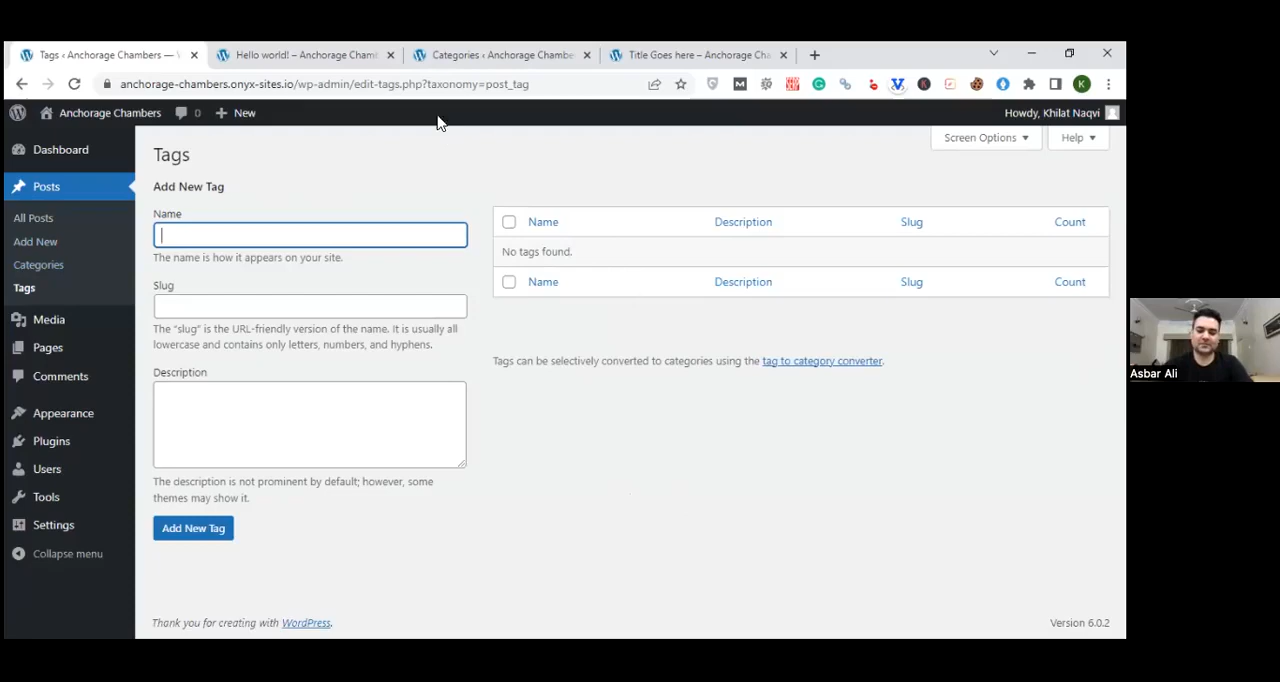 Tags ‹ Anchorage Chambers —
Hello world! – Anchorage Cham
Categories ‹ Anchorage Chambe
Title Goes here – Anchorage Cha
anchorage-chambers.onyx-sites.io/wp-admin/edit-tags.php?taxonomy=post_tag
Anchorage Chambers
0
New
Howdy, Khilat Naqvi
Screen Options
Help
Dashboard
Posts
All Posts
Add New
Categories
Tags
Media
Pages
Comments
Appearance
Plugins
Users
Tools
Settings
Collapse menu
Tags
Add New Tag
Name
The name is how it appears on your site.
Slug
The “slug” is the URL-friendly version of the name. It is usually all
lowercase and contains only letters, numbers, and hyphens.
Description
The description is not prominent by default; however, some
themes may show it.
Add New Tag
Name Description Slug Count
No tags found.
Name Description Slug Count
Tags can be selectively converted to categories using the tag to category converter.
Thank you for creating with WordPress.
Version 6.0.2
Asbar Ali